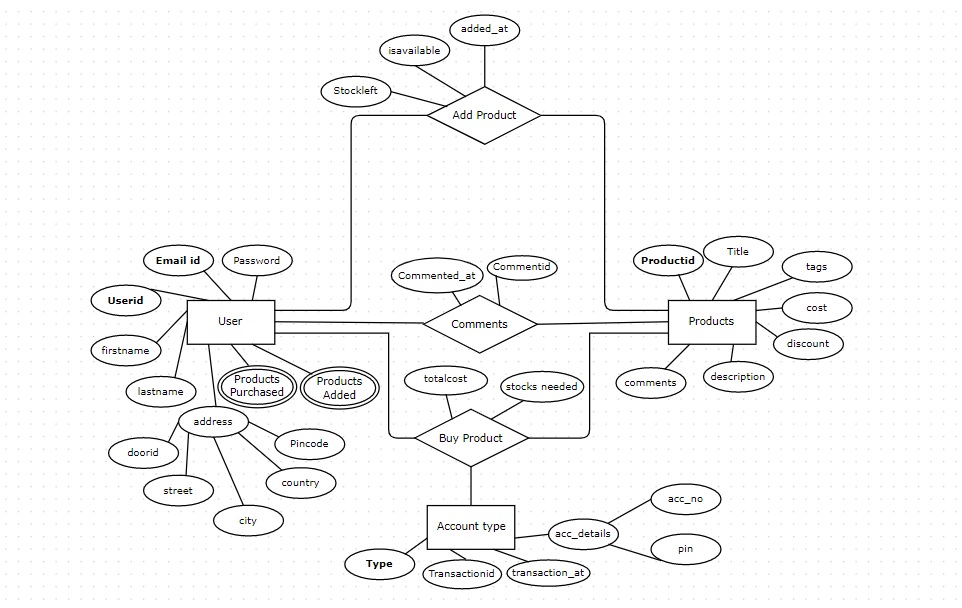 added_at
isavailable
Stockleft
Add Product
Email id
Password
Userid
User
firstname
lastname
Products
Purchased
Products
Added
address
doorid
street
city
country
Pincode
Commented_at
Commentid
Comments
Productid
Title
tags
cost
discount
Products
comments
description
totalcost
stocks needed
Buy Product
Account type
Type
Transactionid
transaction_at
acc_details
acc_no
pin